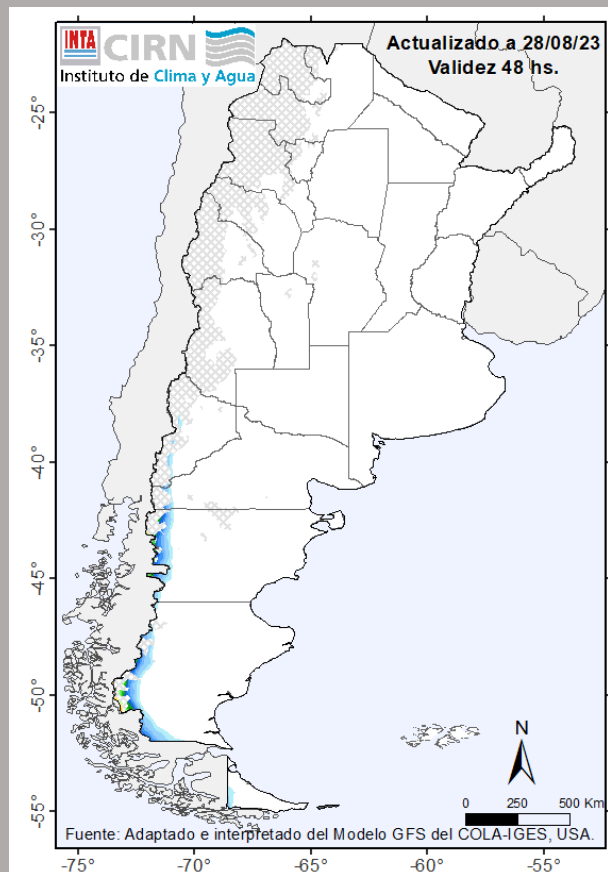 INTA CIRN
Instituto de Clima y Agua
Actualizado a 28/08/23
Validez 48 hs.
-25°
-30°
-35°
-40°
-45°
-50°
-55°
N
0 250 500 Km
Fuente: Adaptado e interpretado del Modelo GFS del COLA-IGES, USA.
-75° -70° -65° -60° -55°